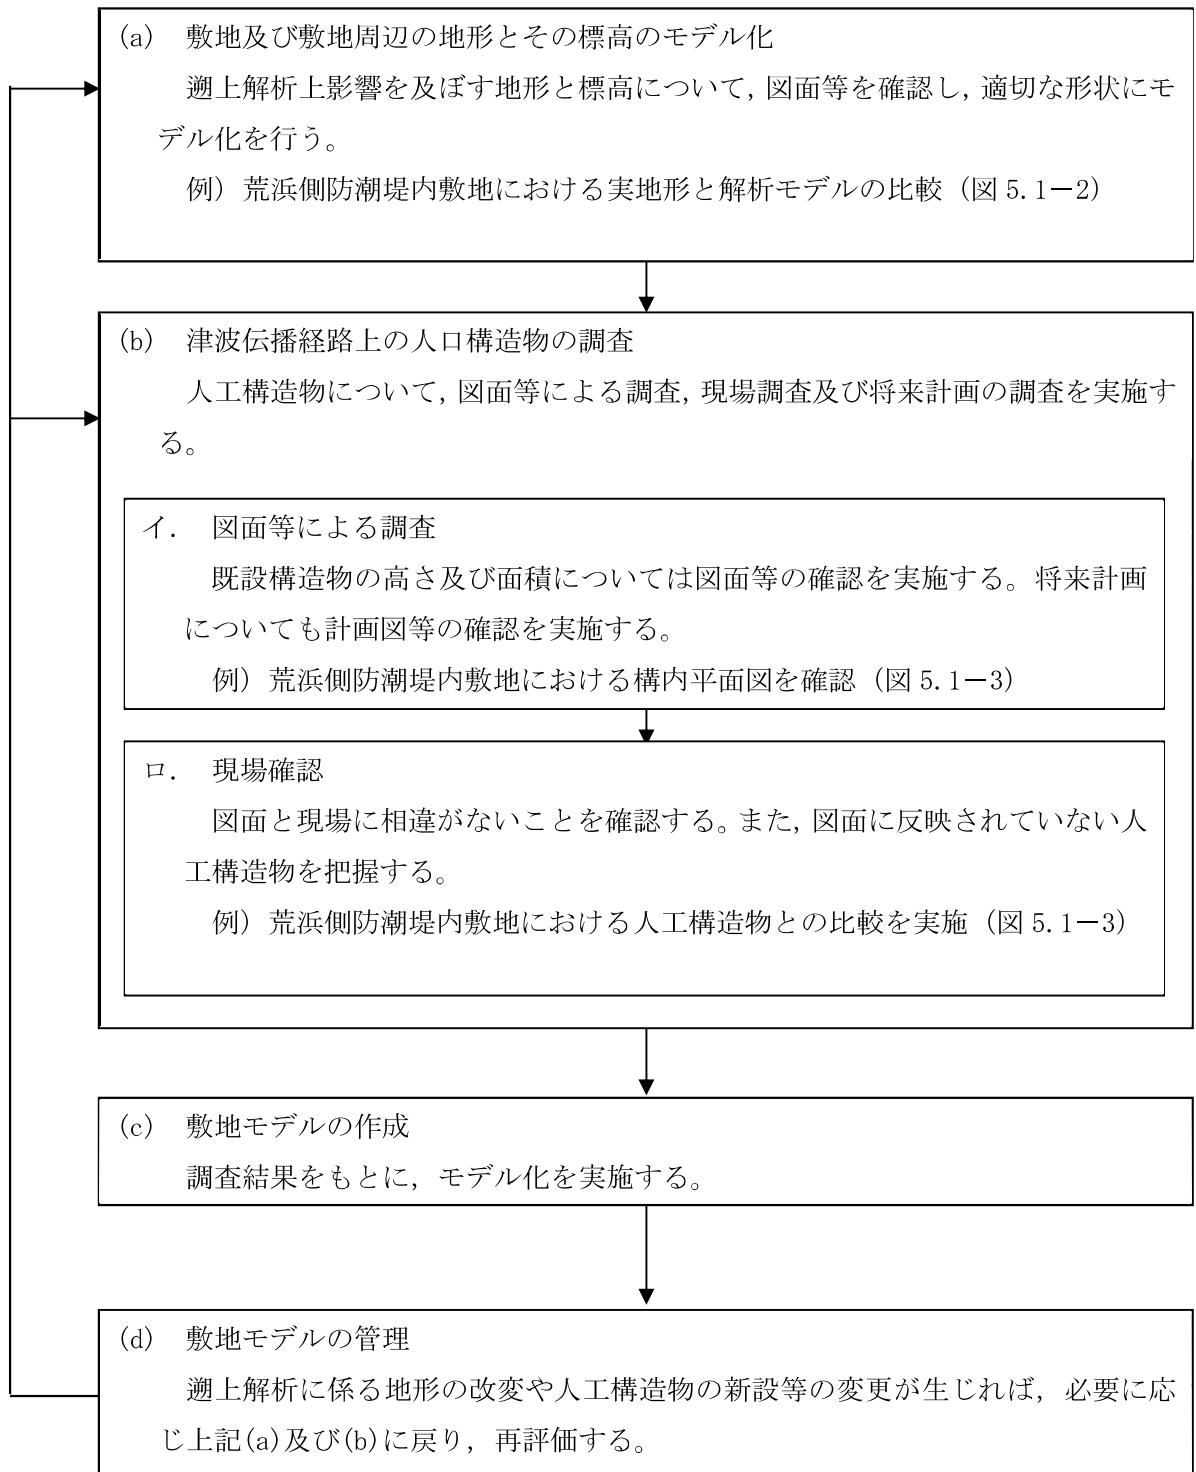 (a) 敷地及び敷地周辺の地形とその標高のモデル化
遡上解析上影響を及ぼす地形と標高について，図面等を確認し，適切な形状にモ
デル化を行う。
例）荒浜側防潮堤内敷地における実地形と解析モデルの比較（図 5.1－2）
(b) 津波伝播経路上の人口構造物の調査
人工構造物について，図面等による調査，現場調査及び将来計画の調査を実施す
る。
イ． 図面等による調査
既設構造物の高さ及び面積については図面等の確認を実施する。将来計画
についても計画図等の確認を実施する。
例）荒浜側防潮堤内敷地における構内平面図を確認（図 5.1－3）
ロ． 現場確認
図面と現場に相違がないことを確認する。また，図面に反映されていない人
工構造物を把握する。
例）荒浜側防潮堤内敷地における人工構造物との比較を実施（図 5.1－3）
(c) 敷地モデルの作成
調査結果をもとに，モデル化を実施する。
(d) 敷地モデルの管理
遡上解析に係る地形の改変や人工構造物の新設等の変更が生じれば，必要に応
じ上記(a)及び(b)に戻り，再評価する。